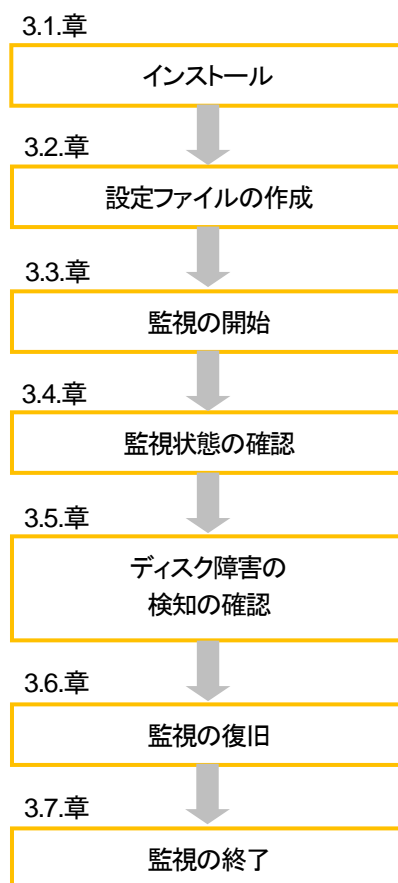 3.1.章
インストール
3.2.章
設定ファイルの作成
3.3.章
監視の開始
3.4.章
監視状態の確認
3.5.章
ディスク障害の
検知の確認
3.6.章
監視の復旧
3.7.章
監視の終了